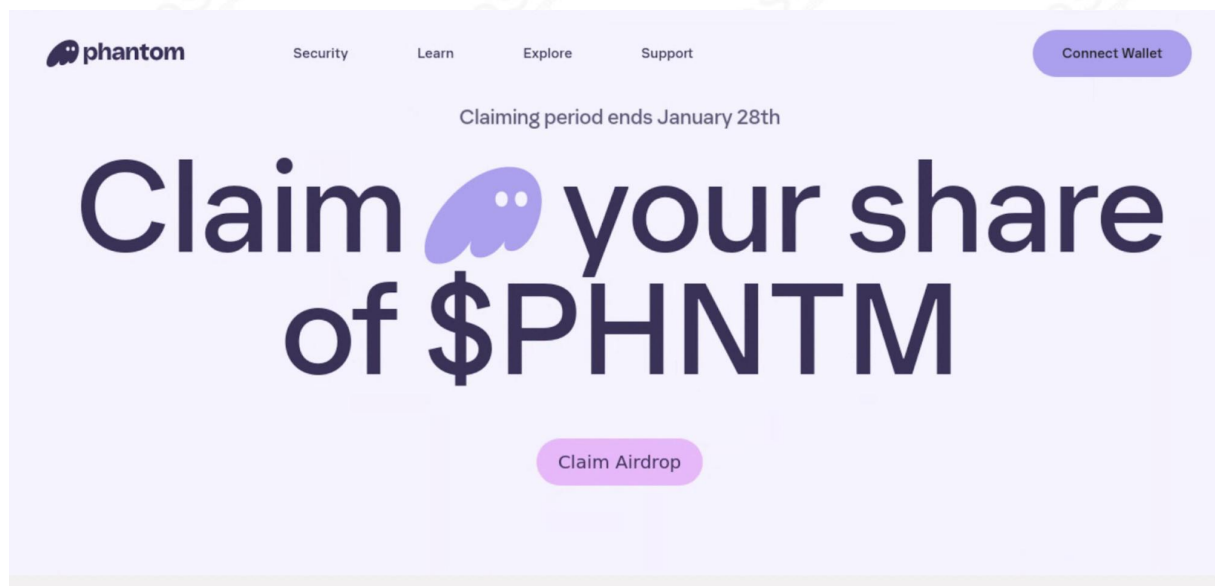 phantom
Security
Learn
Explore
Support
Connect Wallet
Claiming period ends January 28th
Claim your share
of $PHNTM
Claim Airdrop